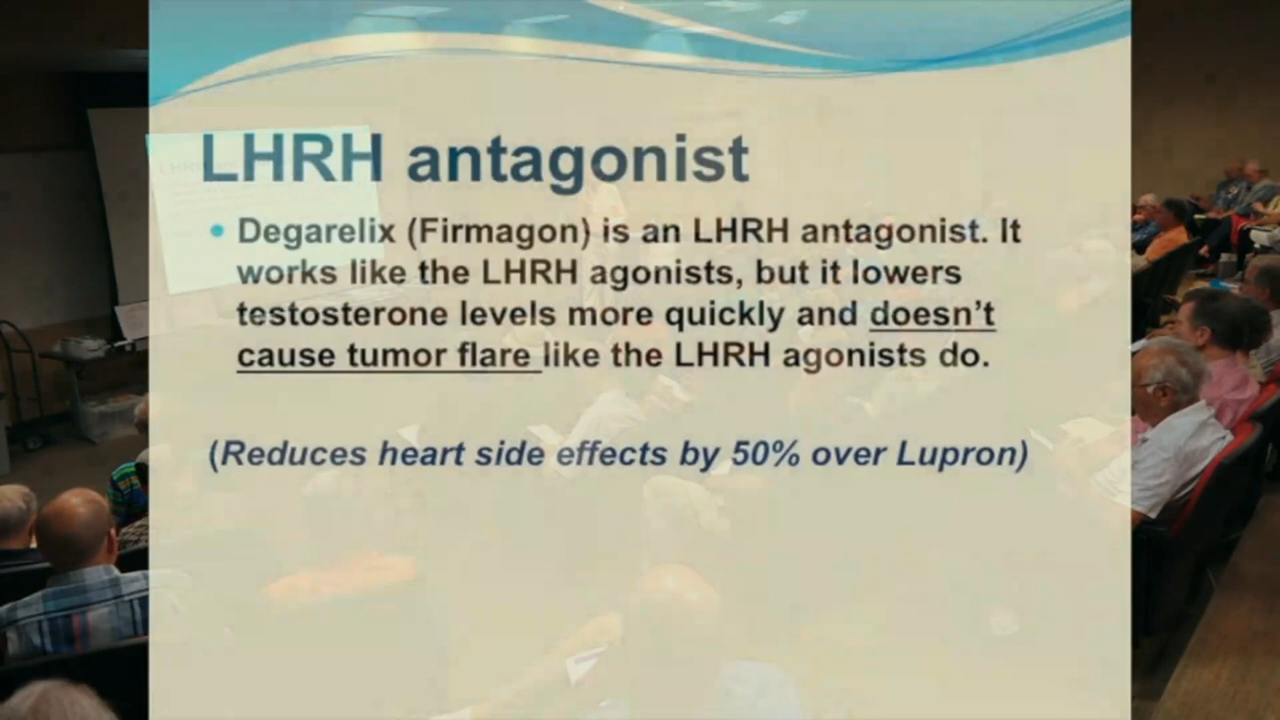 LHRH antagonist
• Degarelix (Firmagon) is an LHRH antagonist. It
works like the LHRH agonists, but it lowers
testosterone levels more quickly and doesn't
cause tumor flare like the LHRH agonists do.
(Reduces heart side effects by 50% over Lupron)